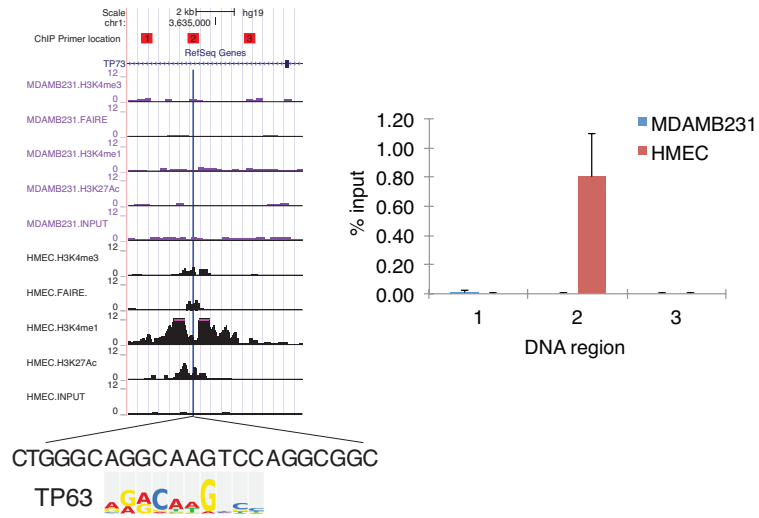 Scale
2 kb
hg19
chr1:
3,635,000
ChIP Primer location
1 2 3
RefSeq Genes
TP73
12
MDAMB231.H3K4me3
0
12
MDAMB231.FAIRE
0
12
MDAMB231.H3K4me1
0
12
MDAMB231.H3K27Ac
0
12
MDAMB231.INPUT
0
12
HMEC.H3K4me3
0
12
HMEC.FAIRE.
0
12
HMEC.H3K4me1
0
12
HMEC.H3K27Ac
0
12
HMEC.INPUT
0
CTGGGCAGGCAAGTCCAGGCGGC
TP63
AGACAAG
1.20
1.00
0.80
0.60
0.40
0.20
0.00
% input
1 2 3
DNA region
MDAMB231
HMEC